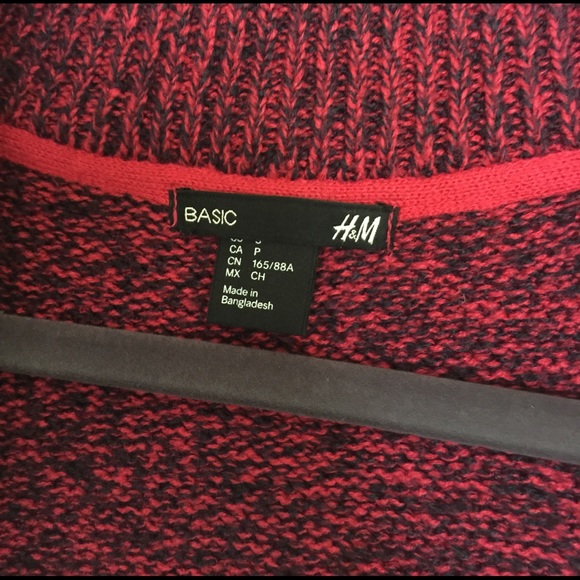 BASIC H&M
CA P
CN 165/88A
MX CH
Made in
Bangladesh